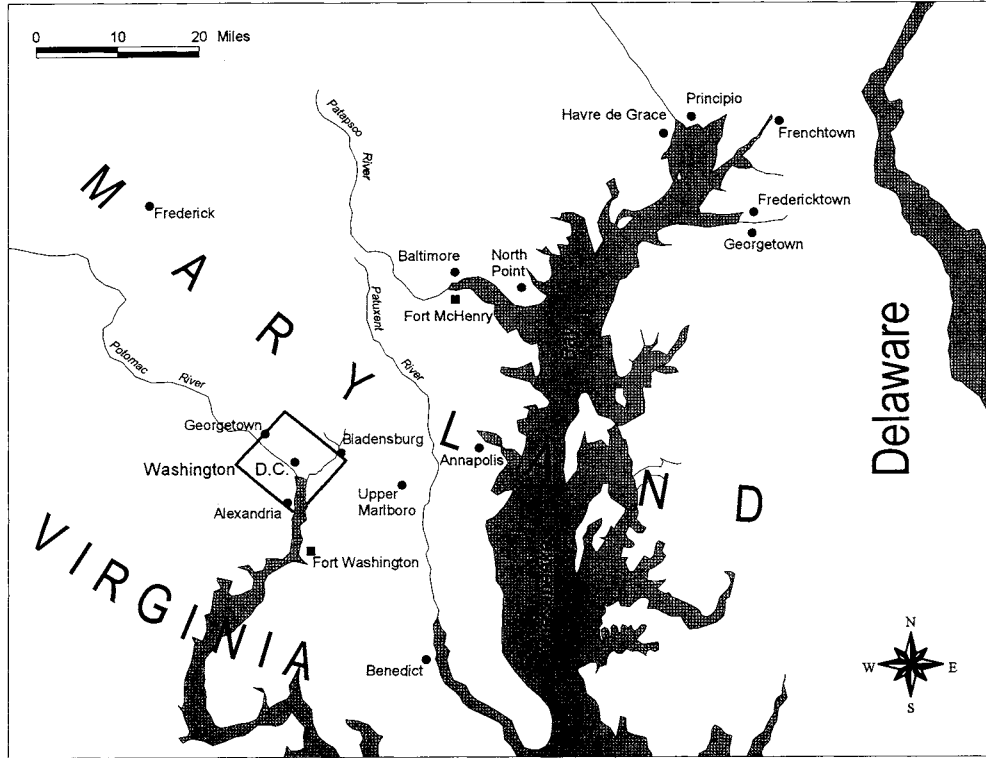 0 10 20 Miles
Patapsco
River
Havre de Grace
Principio
Frenchtown
MARYL
Frederick
Fredericktown
Georgetown
Baltimore
North
Point
Fort McHenry
Patuxent
River
Potomac
River
Delaware
Georgetown
Bladensburg
Washington
D.C.
Annapolis
Upper
Marlboro
Alexandria
N D
Fort Washington
VIRGINIA
Benedict
N
W
E
S